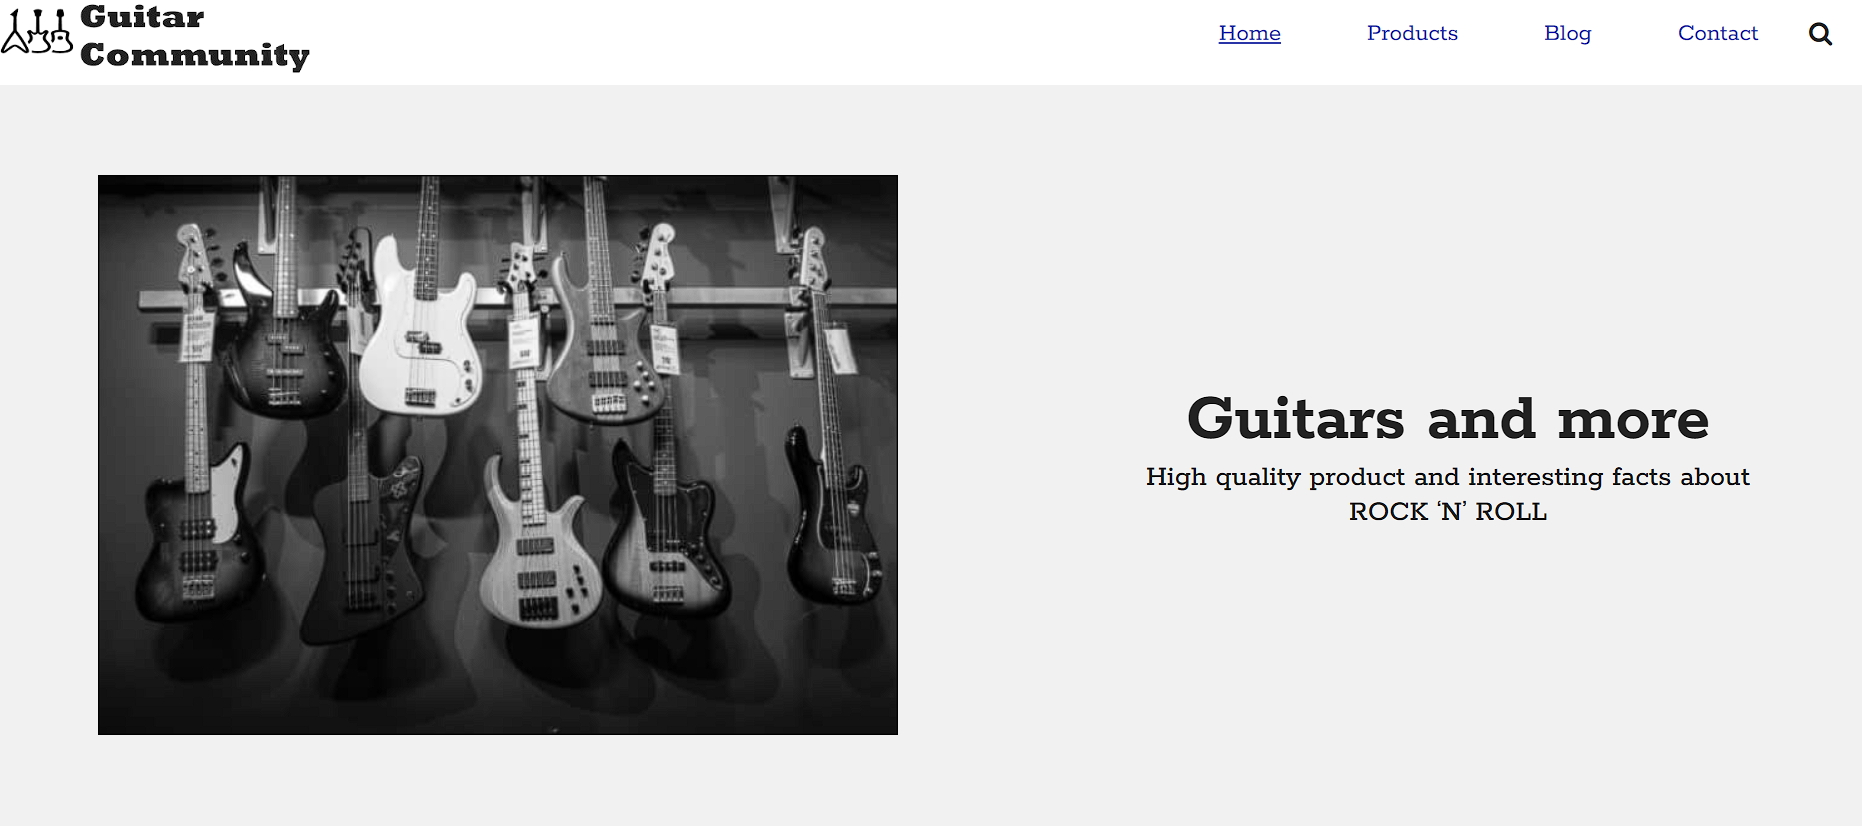 Guitar
Community
Home
Products
Blog
Contact
Guitars and more
High quality product and interesting facts about
ROCK ‘N’ ROLL